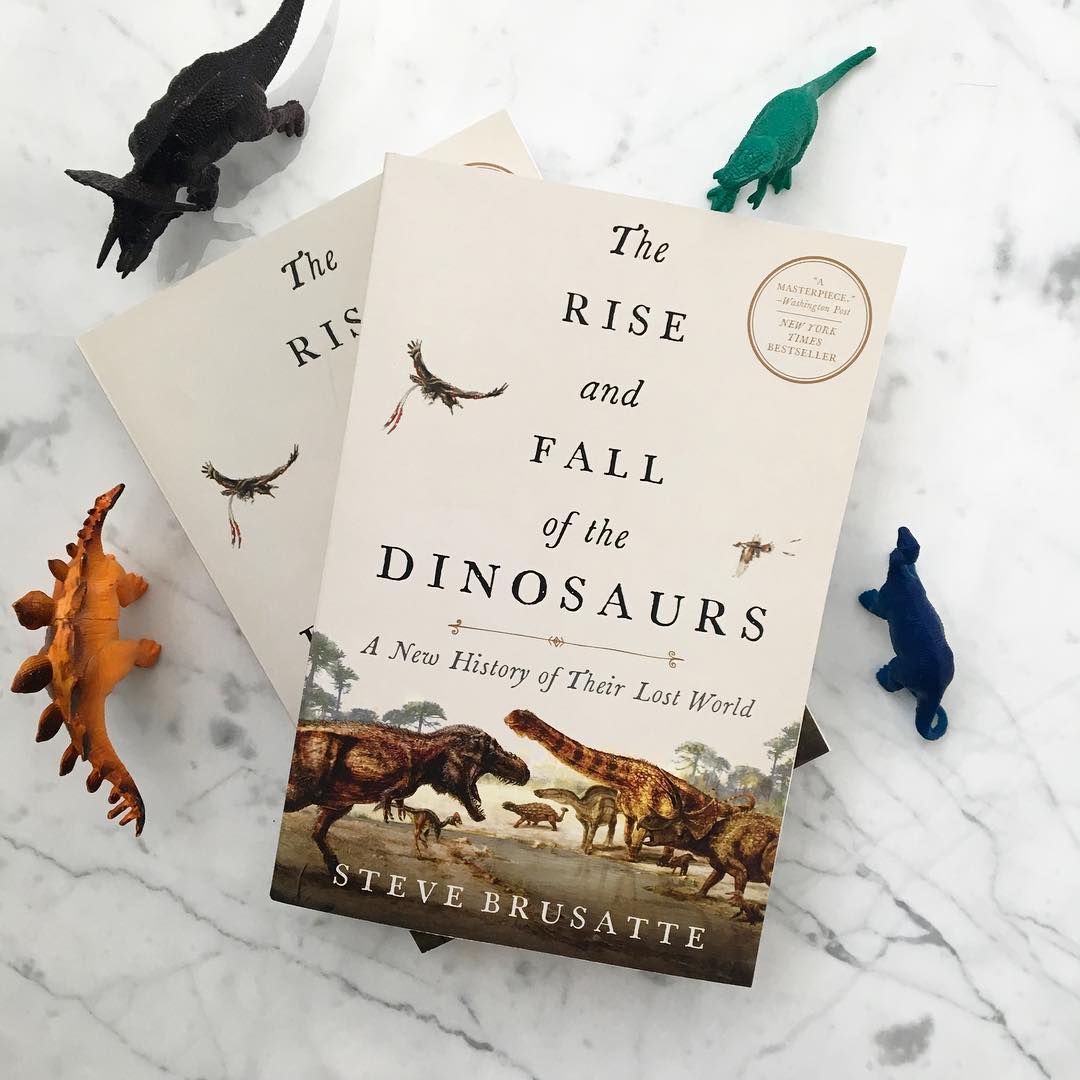 The
RISE
and
FALL
of the
DINOSAURS
A New History of Their Lost World
STEVE BRUSATTE
"A
MASTERPIECE."
-Washington Post
NEW YORK
TIMES
BESTSELLER
The
RIS